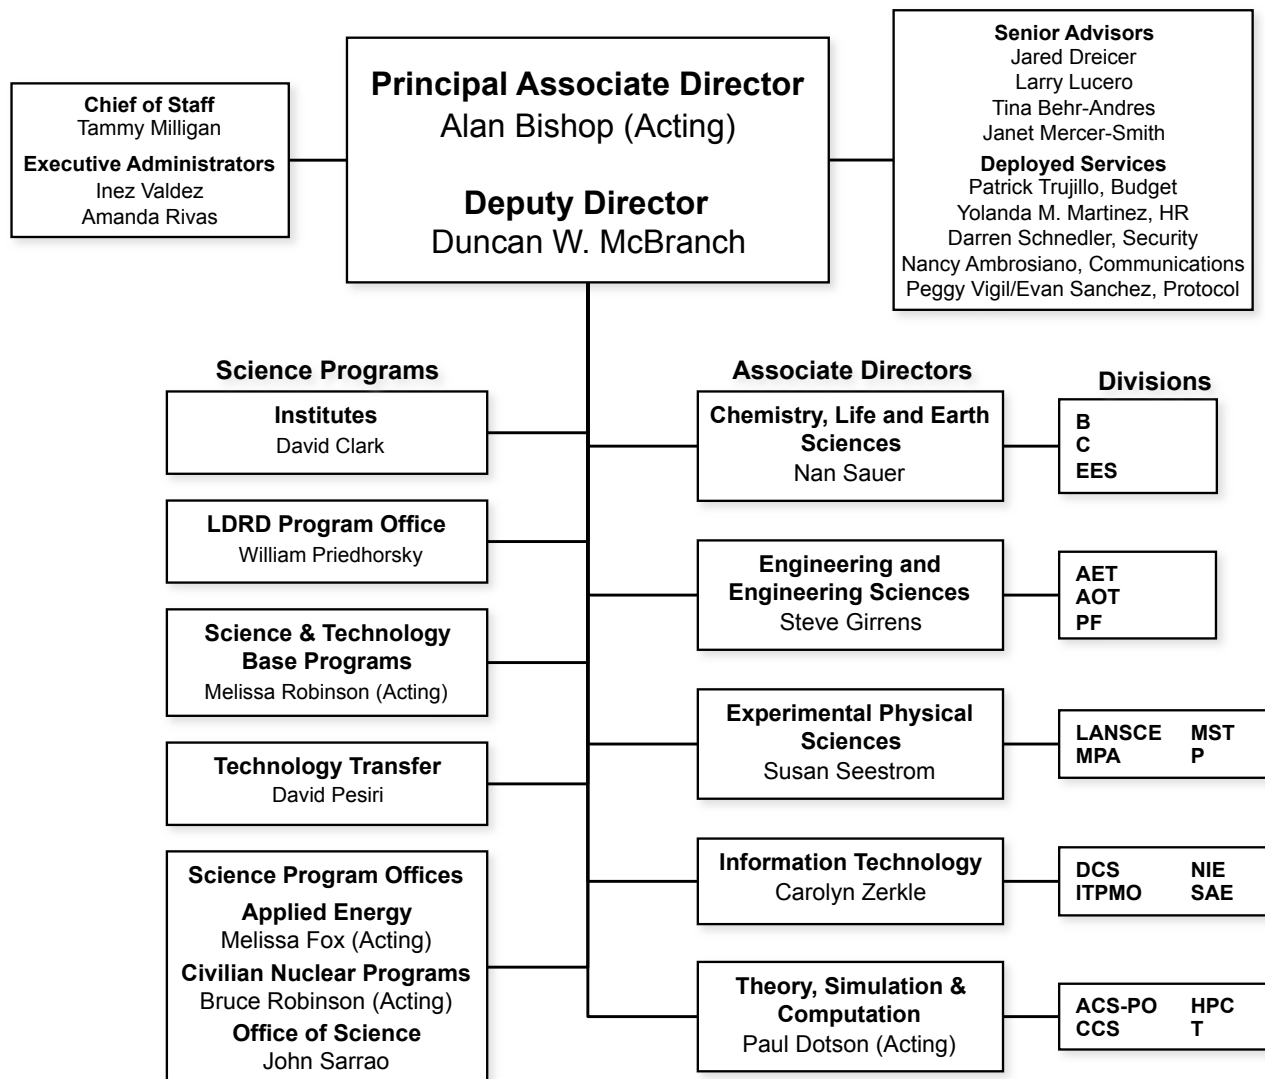 Chief of Staff
Tammy Milligan
Executive Administrators
Inez Valdez
Amanda Rivas
Principal Associate Director
Alan Bishop (Acting)
Deputy Director
Duncan W. McBranch
Senior Advisors
Jared Dreicer
Larry Lucero
Tina Behr-Andres
Janet Mercer-Smith
Deployed Services
Patrick Trujillo, Budget
Yolanda M. Martinez, HR
Darren Schnedler, Security
Nancy Ambrosiano, Communications
Peggy Vigil/Evan Sanchez, Protocol
Science Programs
Institutes
David Clark
LDRD Program Office
William Priedhorsky
Science & Technology
Base Programs
Melissa Robinson (Acting)
Technology Transfer
David Pesiri
Science Program Offices
Applied Energy
Melissa Fox (Acting)
Civilian Nuclear Programs
Bruce Robinson (Acting)
Office of Science
John Sarrao
Associate Directors
Divisions
Chemistry, Life and Earth
Sciences
Nan Sauer
B
C
EES
Engineering and
Engineering Sciences
Steve Girrens
AET
AOT
PF
Experimental Physical
Sciences
Susan Seestrom
LANSCE MST
MPA P
Information Technology
Carolyn Zerkle
DCS NIE
ITPMO SAE
Theory, Simulation &
Computation
Paul Dotson (Acting)
ACS-PO HPC
CCS T